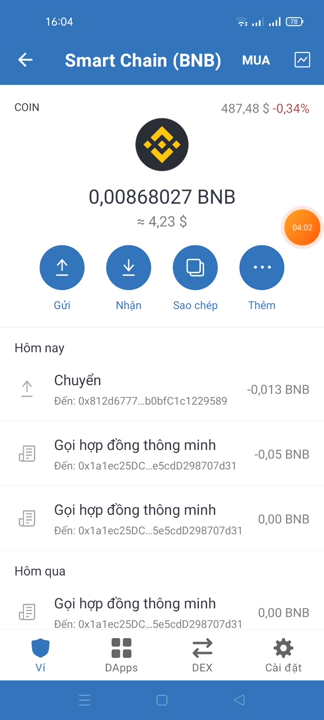 16:04
78
Smart Chain (BNB)
MUA
COIN
487,48 $ -0,34%
0,00868027 BNB
≈ 4,23 $
04:02
Gửi
Nhận
Sao chép
Thêm
Hôm nay
Chuyển
-0,013 BNB
Đến: 0x812d6777...b0bfC1c1229589
Gọi hợp đồng thông minh
-0,05 BNB
Đến: 0x1a1ec25DC...e5cdD298707d31
Gọi hợp đồng thông minh
0,00 BNB
Đến: 0x1a1ec25DC...5e5cdD298707d31
Hôm qua
Gọi hợp đồng thông minh
0,00 BNB
Đến: 0x1a1ec25DC...5e5cdD298707d31
Ví
DApps
DEX
Cài đặt